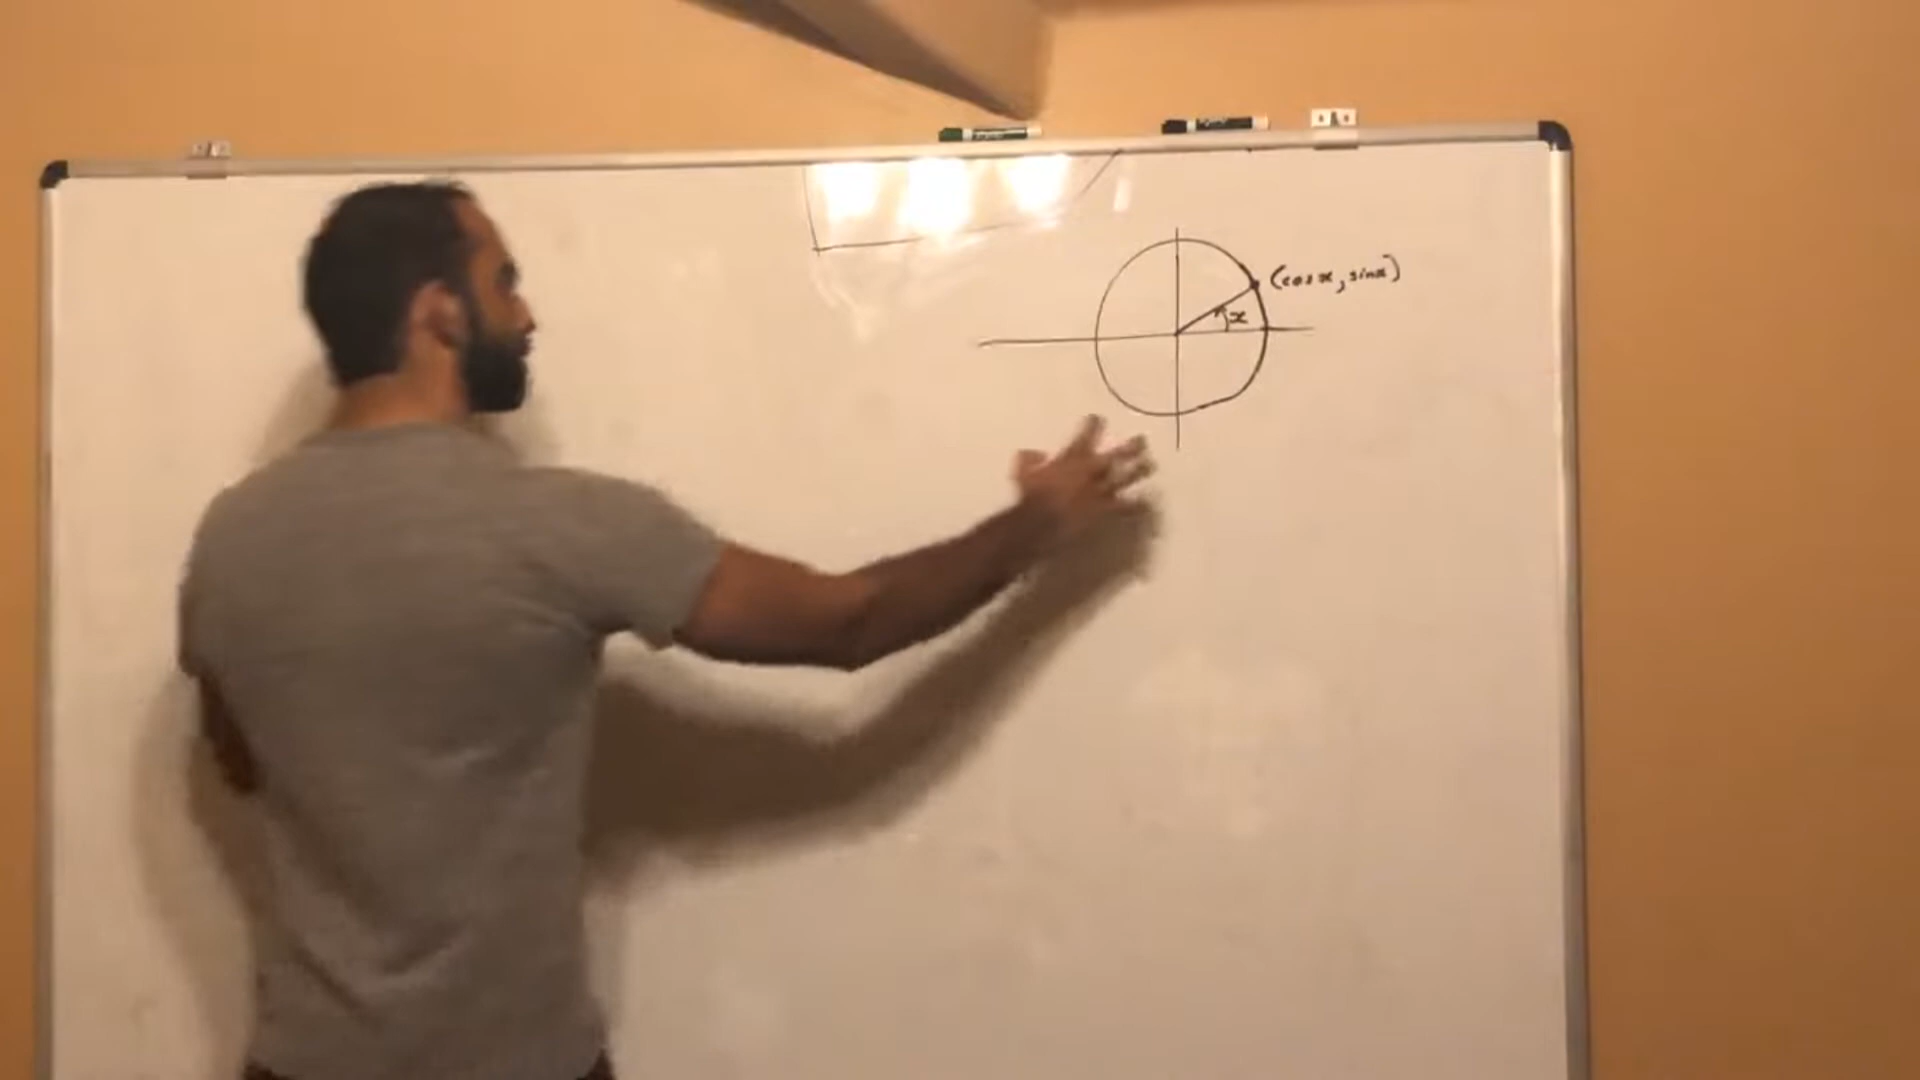 (cos x, sin x)
x